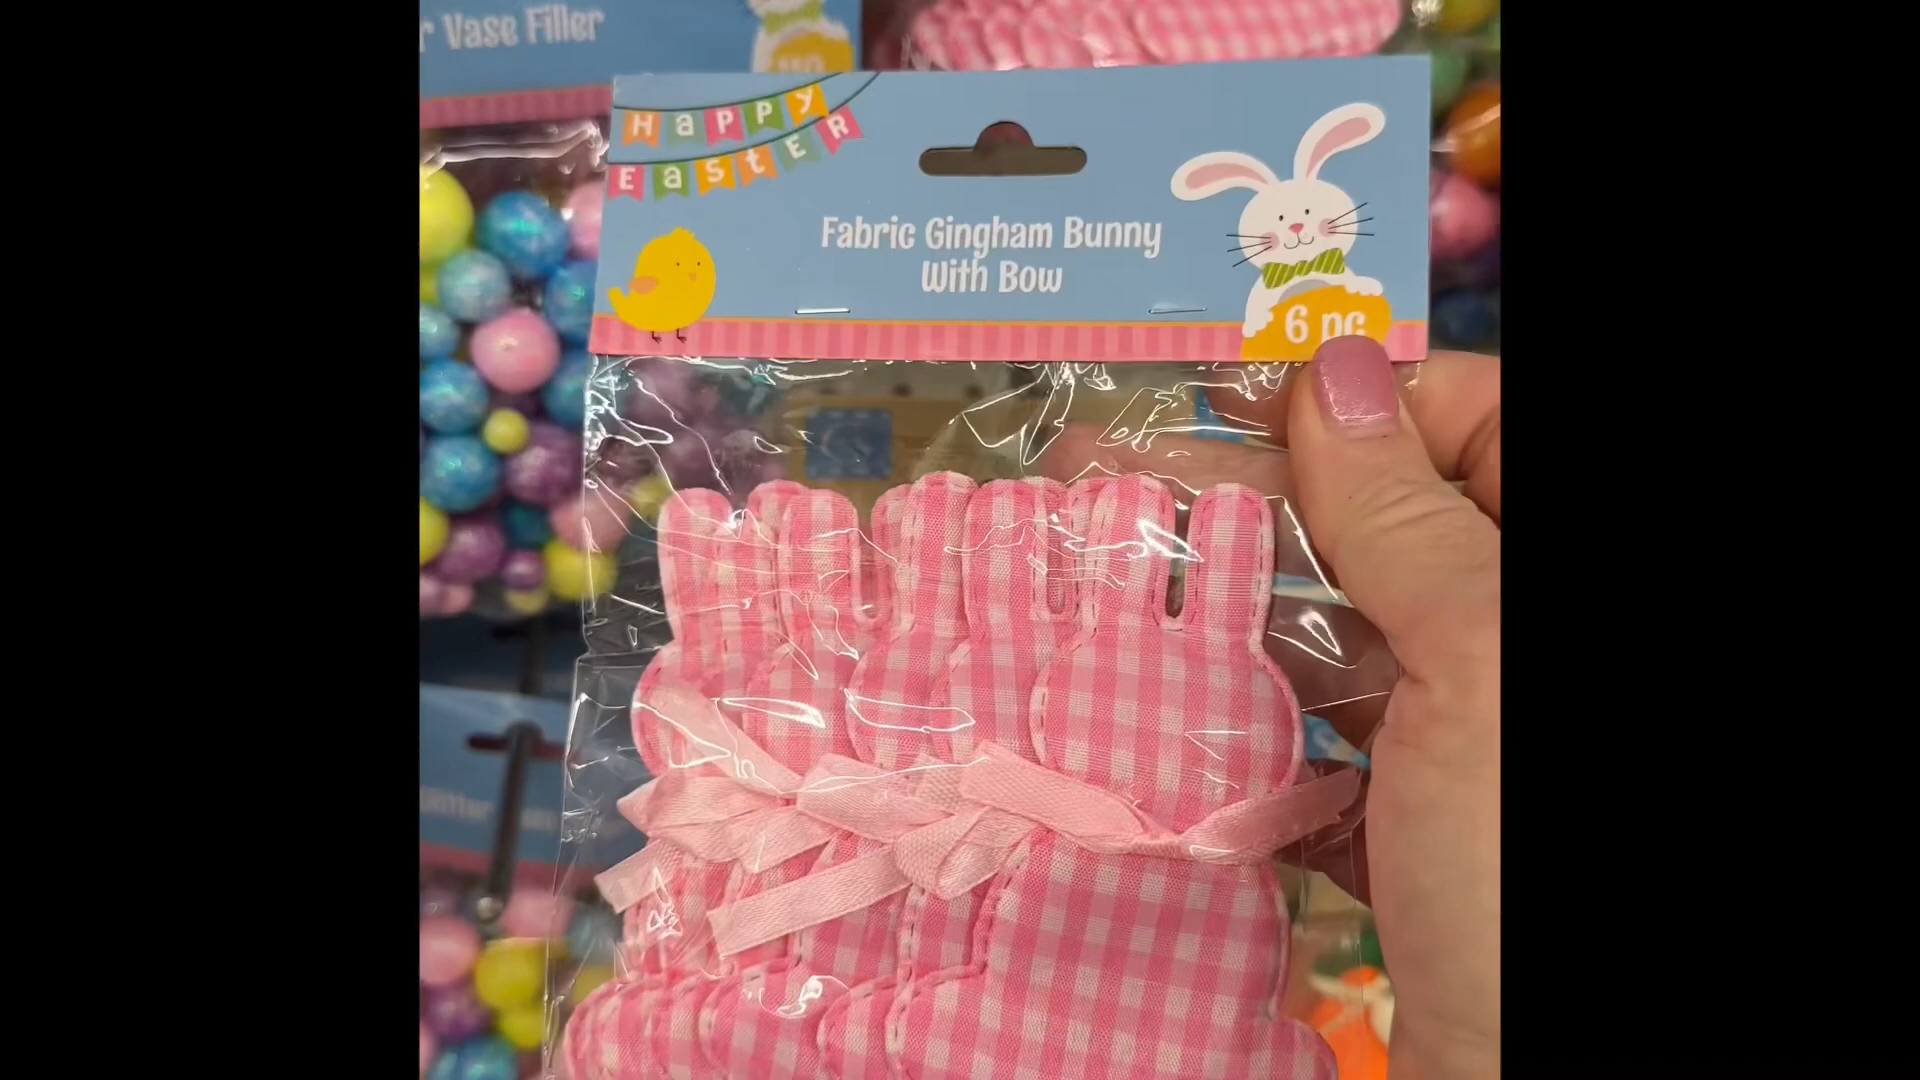 Vase Filler
HaPPy
EaStER
Fabric Gingham Bunny
With Bow
6 pc